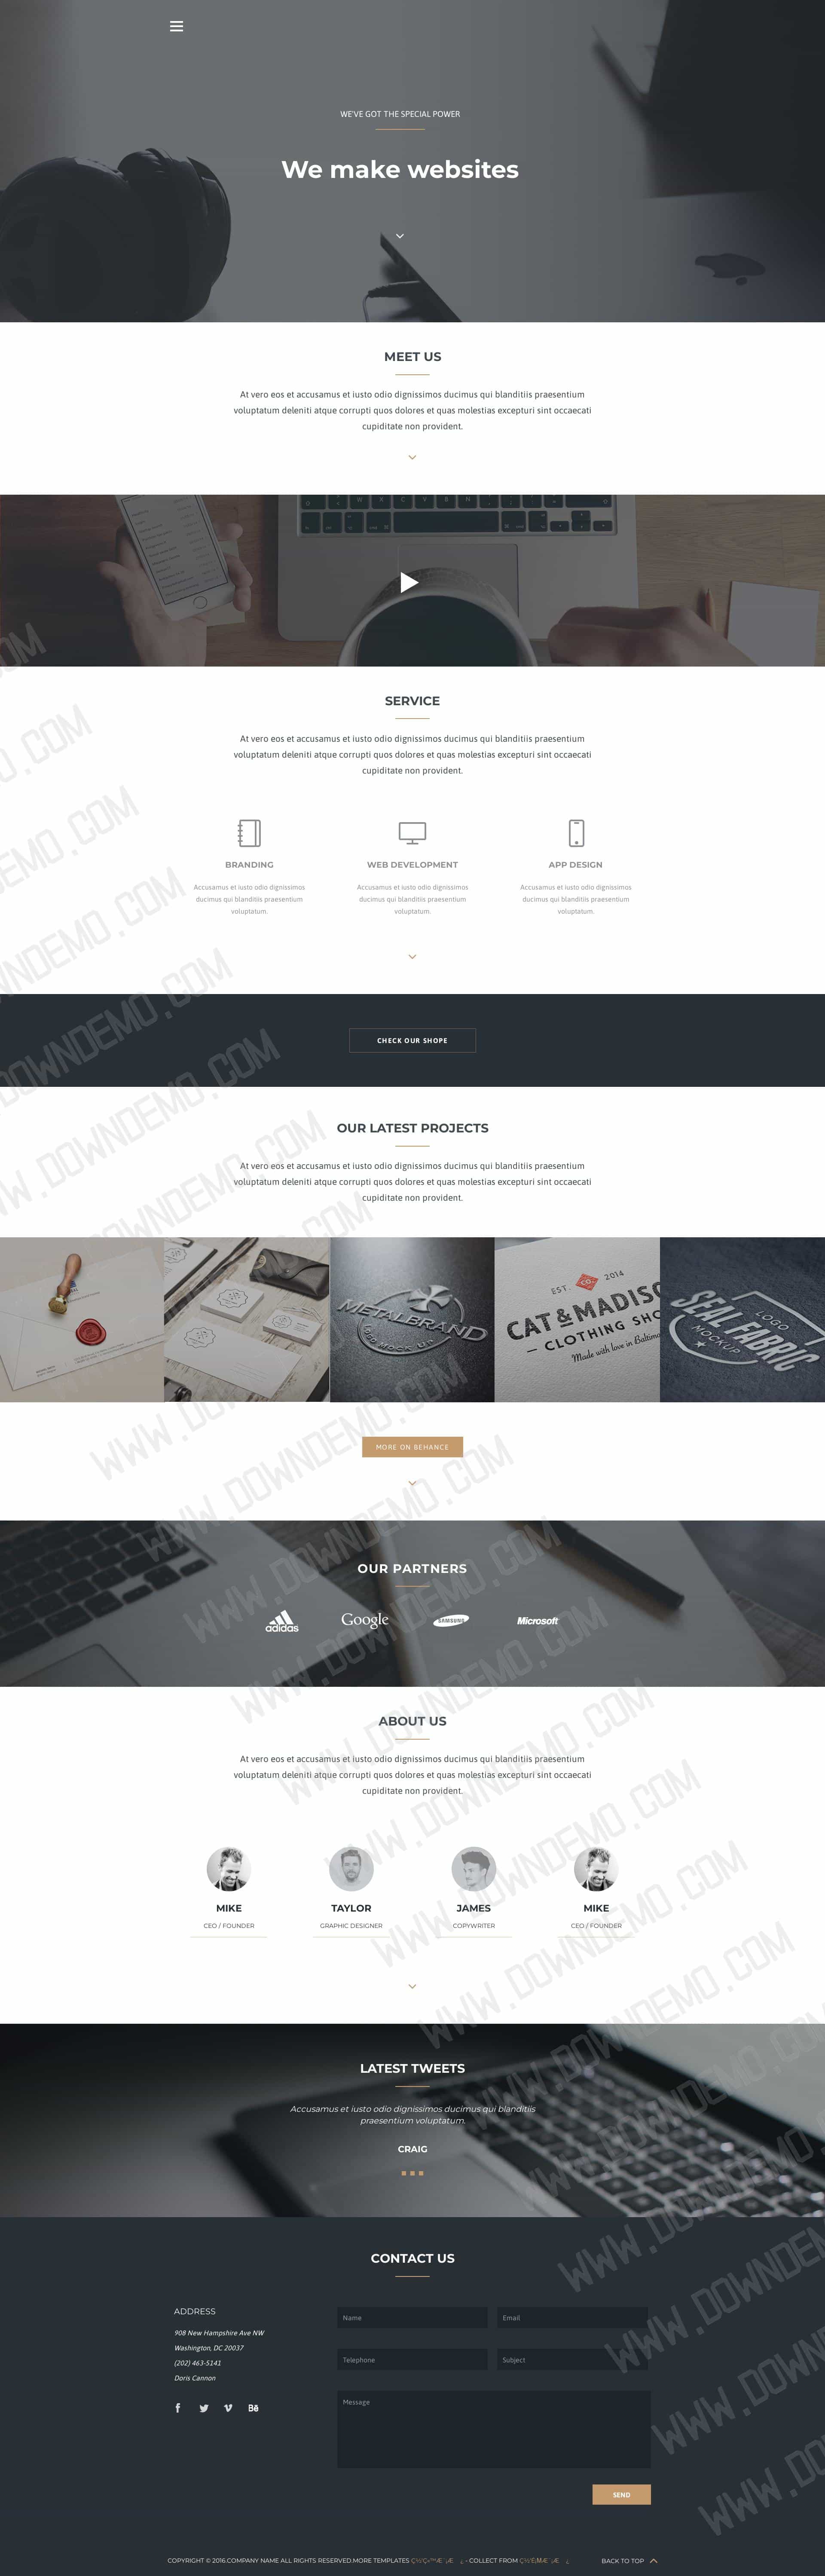 WE'VE GOT THE SPECIAL POWER
We make websites
MEET US
At vero eos et accusamus et iusto odio dignissimos ducimus qui blanditiis praesentium
voluptatum deleniti atque corrupti quos dolores et quas molestias excepturi sint occaecati
cupiditate non provident.
SERVICE
At vero eos et accusamus et iusto odio dignissimos ducimus qui blanditiis praesentium
voluptatum deleniti atque corrupti quos dolores et quas molestias excepturi sint occaecati
cupiditate non provident.
BRANDING
Accusamus et iusto odio dignissimos
ducimus qui blanditiis praesentium
voluptatum.
WEB DEVELOPMENT
Accusamus et iusto odio dignissimos
ducimus qui blanditiis praesentium
voluptatum.
APP DESIGN
Accusamus et iusto odio dignissimos
ducimus qui blanditiis praesentium
voluptatum.
CHECK OUR SHOPE
OUR LATEST PROJECTS
At vero eos et accusamus et iusto odio dignissimos ducimus qui blanditiis praesentium
voluptatum deleniti atque corrupti quos dolores et quas molestias excepturi sint occaecati
cupiditate non provident.
METALBRAND
LOGO MOCK UP
EST. 2014
CAT & MADISO
CLOTHING SHO
Made with love in Baltimo
SEAL FABRIC
LOGO
MOCKUP
MORE ON BEHANCE
OUR PARTNERS
adidas
Google
SAMSUNG
Microsoft
ABOUT US
At vero eos et accusamus et iusto odio dignissimos ducimus qui blanditiis praesentium
voluptatum deleniti atque corrupti quos dolores et quas molestias excepturi sint occaecati
cupiditate non provident.
MIKE
CEO / FOUNDER
TAYLOR
GRAPHIC DESIGNER
JAMES
COPYWRITER
MIKE
CEO / FOUNDER
LATEST TWEETS
Accusamus et iusto odio dignissimos ducimus qui blanditiis
praesentium voluptatum.
CRAIG
CONTACT US
ADDRESS
908 New Hampshire Ave NW
Washington, DC 20037
(202) 463-5141
Doris Cannon
Name
Email
Telephone
Subject
Message
SEND
COPYRIGHT © 2016.COMPANY NAME ALL RIGHTS RESERVED.MORE TEMPLATES - COLLECT FROM
BACK TO TOP
WWW.DOWNDEMO.COM